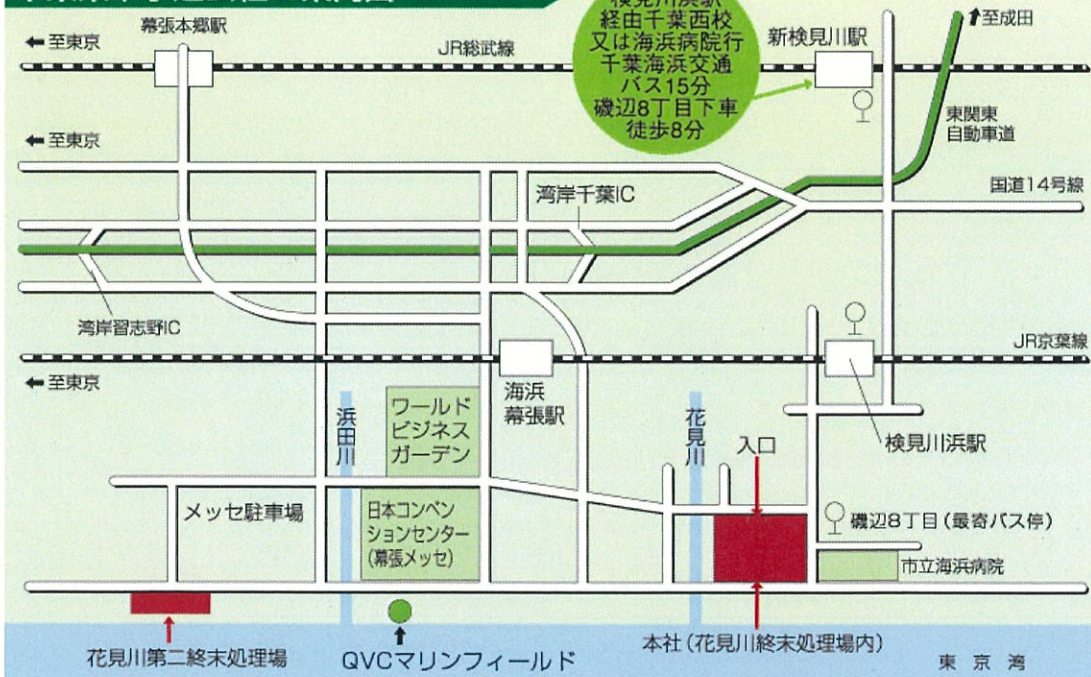 検見川浜駅
経由千葉西校
又は海浜病院行
千葉海浜交通
バス15分
磯辺8丁目下車
徒歩8分
幕張本郷駅
←至東京
JR総武線
新検見川駅
↑至成田
東関東
自動車道
←至東京
湾岸千葉IC
国道14号線
湾岸習志野IC
JR京葉線
←至東京
海浜
幕張駅
検見川浜駅
浜田川
ワールド
ビジネス
ガーデン
花見川
入口
メッセ駐車場
日本コンベン
ションセンター
(幕張メッセ)
磯辺8丁目(最寄バス停)
市立海浜病院
花見川第二終末処理場
QVCマリンフィールド
本社(花見川終末処理場内)
東京湾